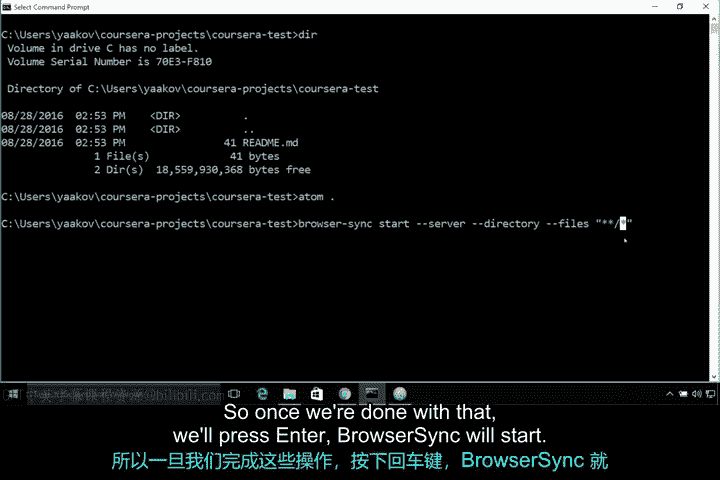 Select Command Prompt
C:\Users\yaakov\coursera-projects\coursera-test>dir
Volume in drive C has no label.
Volume Serial Number is 70E3-F810
Directory of C:\Users\yaakov\coursera-projects\coursera-test
08/28/2016 02:53 PM <DIR> .
08/28/2016 02:53 PM <DIR> ..
08/28/2016 02:53 PM 41 README.md
1 File(s) 41 bytes
2 Dir(s) 18,559,930,368 bytes free
C:\Users\yaakov\coursera-projects\coursera-test>atom .
C:\Users\yaakov\coursera-projects\coursera-test>browser-sync start --server --directory --files "**/*"
@bilibili.com
So once we're done with that,
we'll press Enter, BrowserSync will start.
所以一旦我们完成这些操作，按下回车键，BrowserSync 就